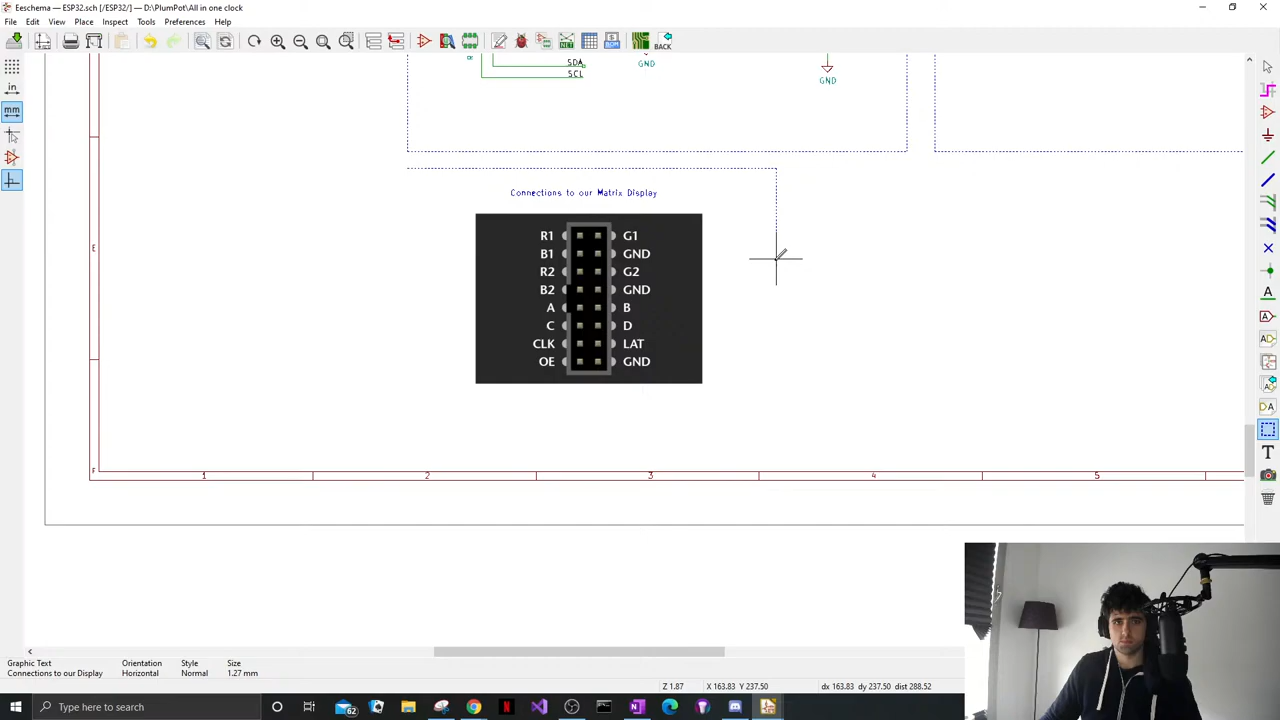 Eeschema — ESP32.sch [/ESP32/] — D:\PlumPot\All in one clock
File Edit View Place Inspect Tools Preferences Help
BACK
in
mm
SDA
SCL
GND
GND
Connections to our Matrix Display
R1 G1
B1 GND
R2 G2
B2 GND
A B
C D
CLK LAT
OE GND
E
F
1 2 3 4 5
A
A
AD
DA
T
Graphic Text Orientation Style Size
Connections to our Display Horizontal Normal 1.27 mm
Z 1.87 X 163.83 Y 237.50 dx 163.83 dy 237.50 dist 288.52
Type here to search